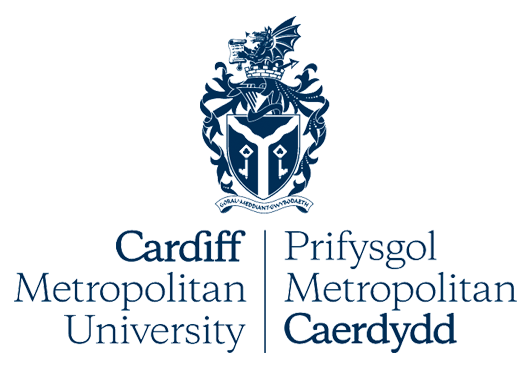 GORAU·MEDDIANT·GWYBODAETH
Cardiff
Metropolitan
University
Prifysgol
Metropolitan
Caerdydd